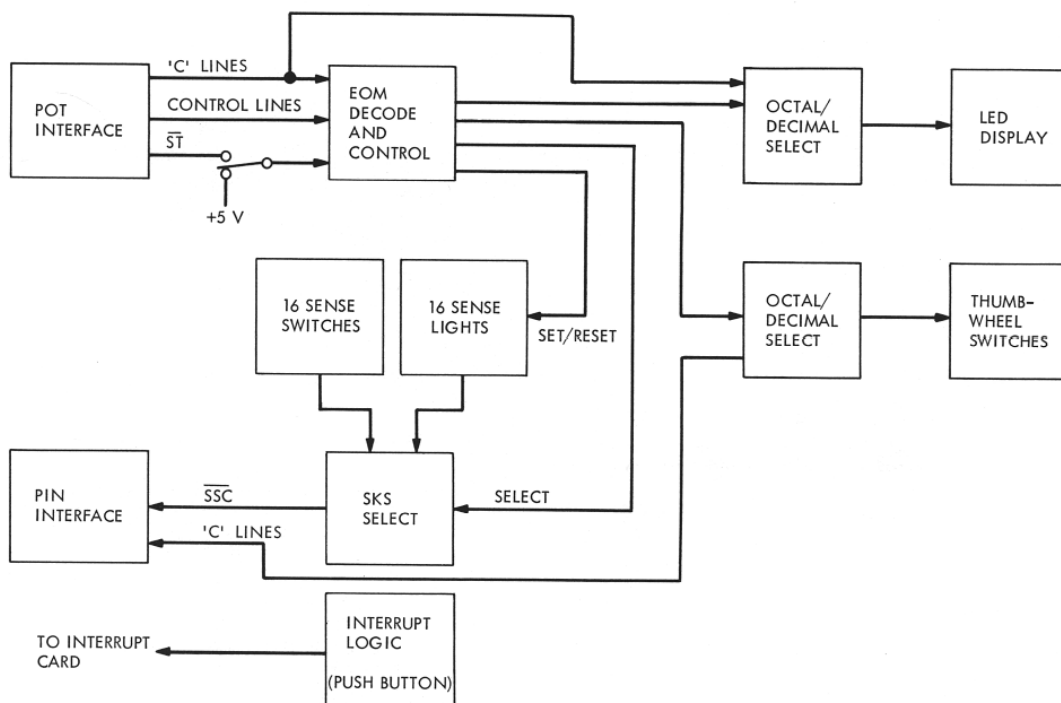 'C' LINES
POT
INTERFACE
CONTROL LINES
S̅T̅
+5 V
EOM
DECODE
AND
CONTROL
OCTAL/
DECIMAL
SELECT
LED
DISPLAY
16 SENSE
SWITCHES
16 SENSE
LIGHTS
SET/RESET
OCTAL/
DECIMAL
SELECT
THUMB-
WHEEL
SWITCHES
PIN
INTERFACE
S̅S̅C̅
'C' LINES
SKS
SELECT
SELECT
TO INTERRUPT
CARD
INTERRUPT
LOGIC
(PUSH BUTTON)